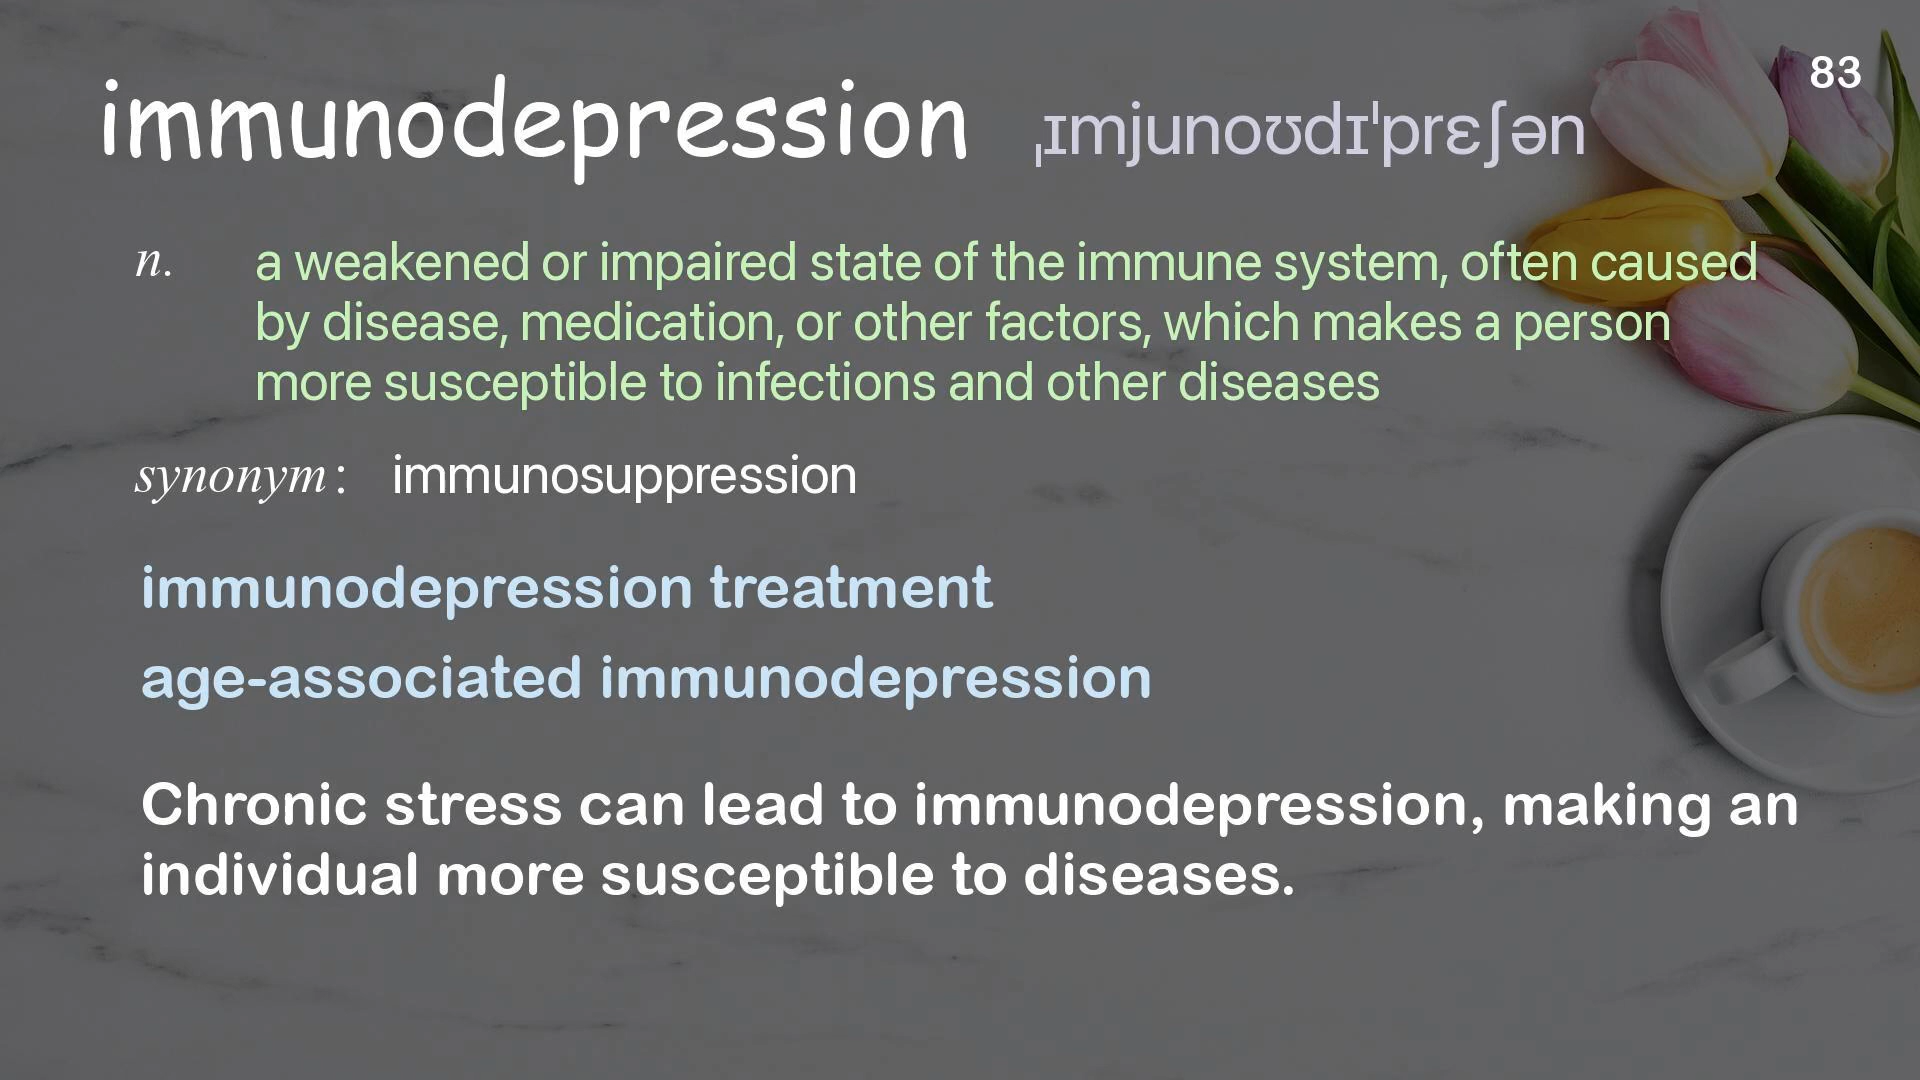 83
immunodepression ˌɪmjunoʊdɪˈprɛʃən
n. a weakened or impaired state of the immune system, often caused
by disease, medication, or other factors, which makes a person
more susceptible to infections and other diseases
synonym: immunosuppression
immunodepression treatment
age-associated immunodepression
Chronic stress can lead to immunodepression, making an
individual more susceptible to diseases.